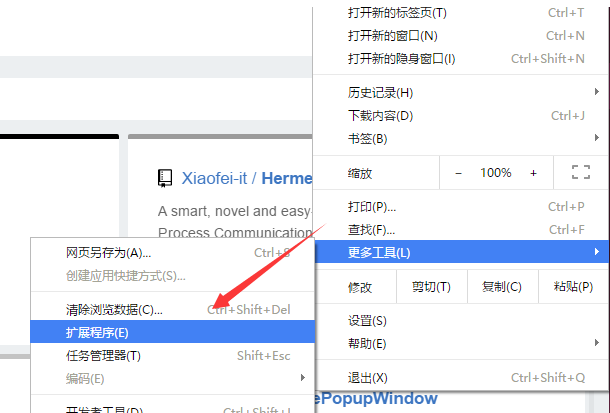 打开新的标签页(T) Ctrl+T
打开新的窗口(N) Ctrl+N
打开新的隐身窗口(I) Ctrl+Shift+N
历史记录(H)
下载内容(D) Ctrl+J
书签(B)
缩放 − 100% +
打印(P)... Ctrl+P
查找(F)... Ctrl+F
更多工具(L)
修改 剪切(T) 复制(C) 粘贴(P)
设置(S)
帮助(E)
退出(X) Ctrl+Shift+Q
Xiaofei-it / Herme
A smart, novel and easy-
Process Communication
网页另存为(A)... Ctrl+S
创建应用快捷方式(S)...
清除浏览数据(C)... Ctrl+Shift+Del
扩展程序(E)
任务管理器(T) Shift+Esc
编码(E)
开发者工具(D) Ctrl+Shift+I
ePopupWindow